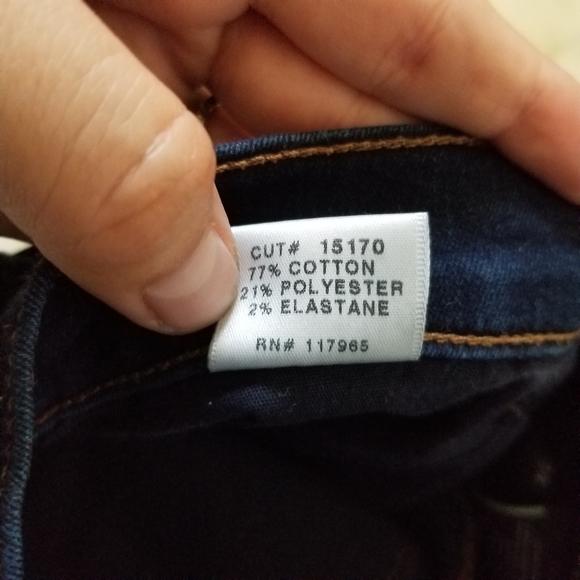 CUT# 15170
77% COTTON
21% POLYESTER
2% ELASTANE
RN# 117965